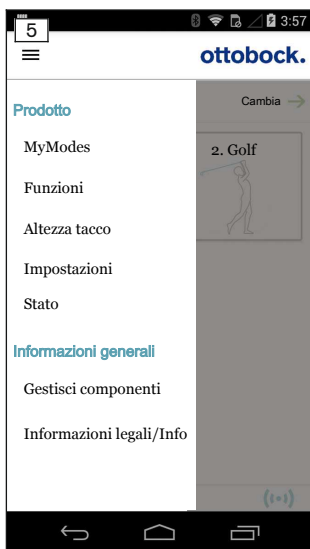 5
3:57
ottobock.
Cambia
Prodotto
MyModes
2. Golf
Funzioni
Altezza tacco
Impostazioni
Stato
Informazioni generali
Gestisci componenti
Informazioni legali/Info